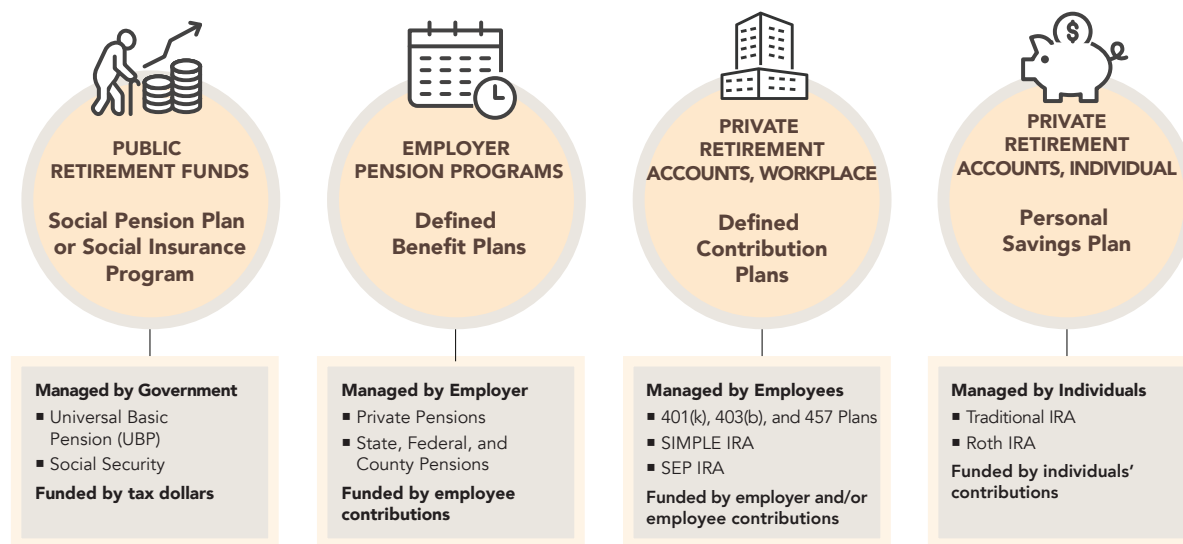 $
PUBLIC
RETIREMENT FUNDS
Social Pension Plan
or Social Insurance
Program
Managed by Government
▪ Universal Basic
Pension (UBP)
▪ Social Security
Funded by tax dollars
EMPLOYER
PENSION PROGRAMS
Defined
Benefit Plans
Managed by Employer
▪ Private Pensions
▪ State, Federal, and
County Pensions
Funded by employee
contributions
PRIVATE
RETIREMENT
ACCOUNTS, WORKPLACE
Defined
Contribution
Plans
Managed by Employees
▪ 401(k), 403(b), and 457 Plans
▪ SIMPLE IRA
▪ SEP IRA
Funded by employer and/or
employee contributions
PRIVATE
RETIREMENT
ACCOUNTS, INDIVIDUAL
Personal
Savings Plan
Managed by Individuals
▪ Traditional IRA
▪ Roth IRA
Funded by individuals’
contributions